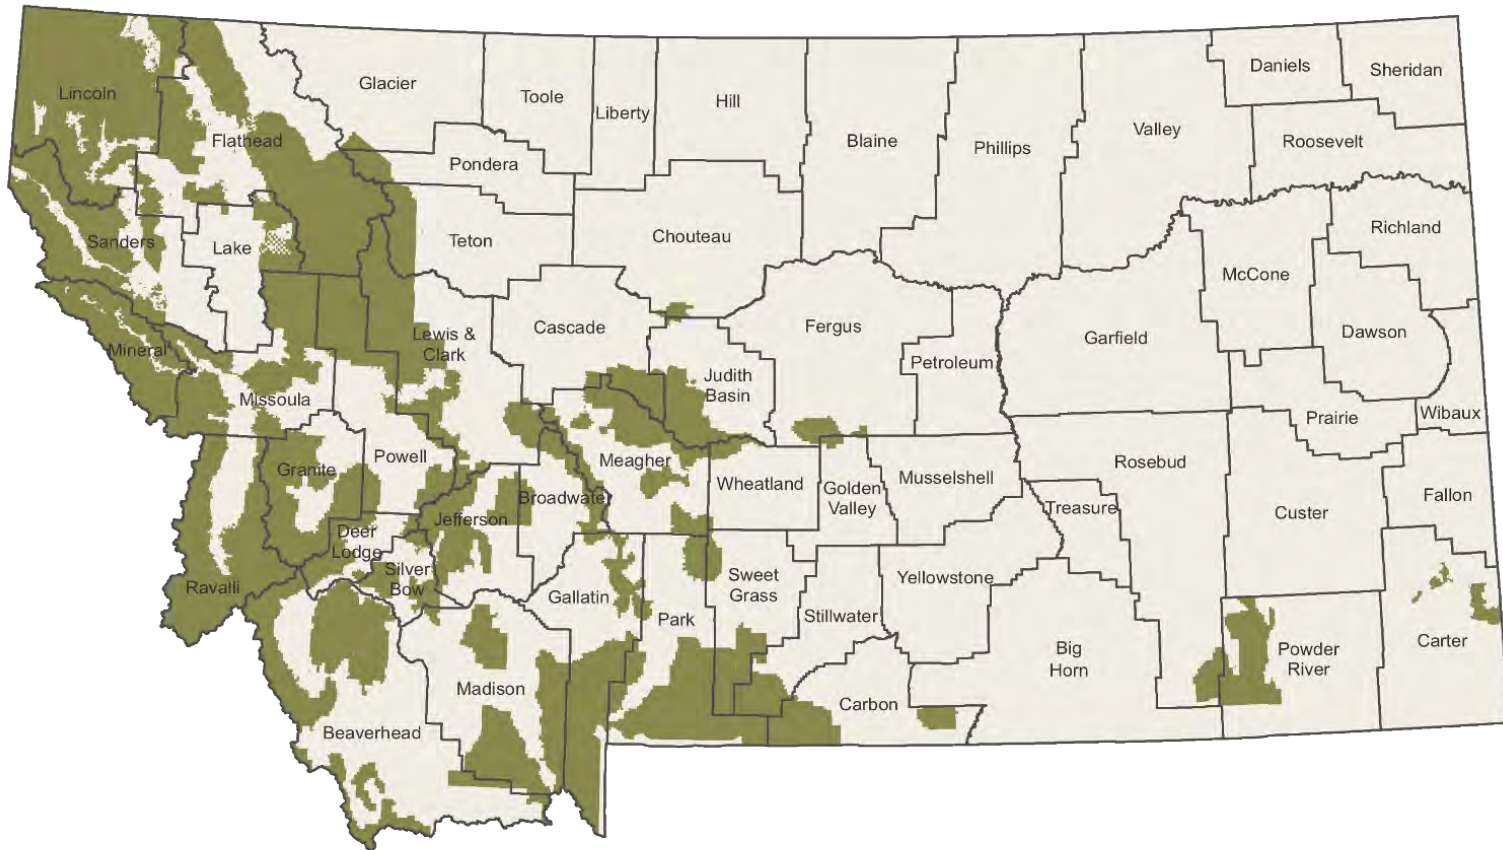 Lincoln
Flathead
Glacier
Toole
Liberty
Hill
Blaine
Phillips
Valley
Daniels
Sheridan
Roosevelt
Pondera
Sanders
Lake
Teton
Chouteau
McCone
Richland
Mineral
Missoula
Lewis &
Clark
Cascade
Judith
Basin
Fergus
Petroleum
Garfield
Dawson
Prairie
Wibaux
Granite
Powell
Meagher
Broadwate
Wheatland
Golden
Valley
Musselshell
Rosebud
Treasure
Custer
Fallon
Jefferson
Deer
Lodge
Silver
Bow
Ravalli
Gallatin
Park
Sweet
Grass
Stillwater
Yellowstone
Big
Horn
Powder
River
Carter
Madison
Beaverhead
Carbon